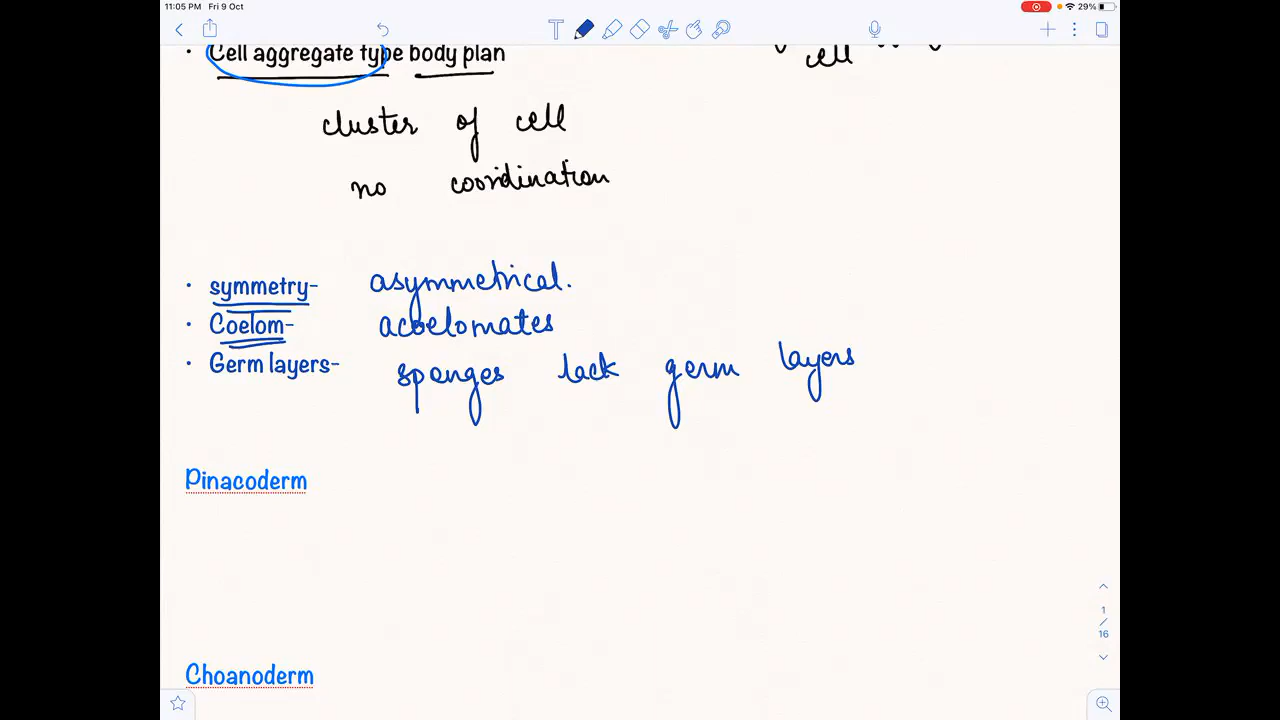 11:05 PM Fri 9 Oct 29%
• Cell aggregate type body plan
cell
cluster of cell
no coordination
• symmetry- asymmetrical.
• Coelom- acoelomates
• Germ layers- sponges lack germ layers
Pinacoderm
1
/
16
Choanoderm